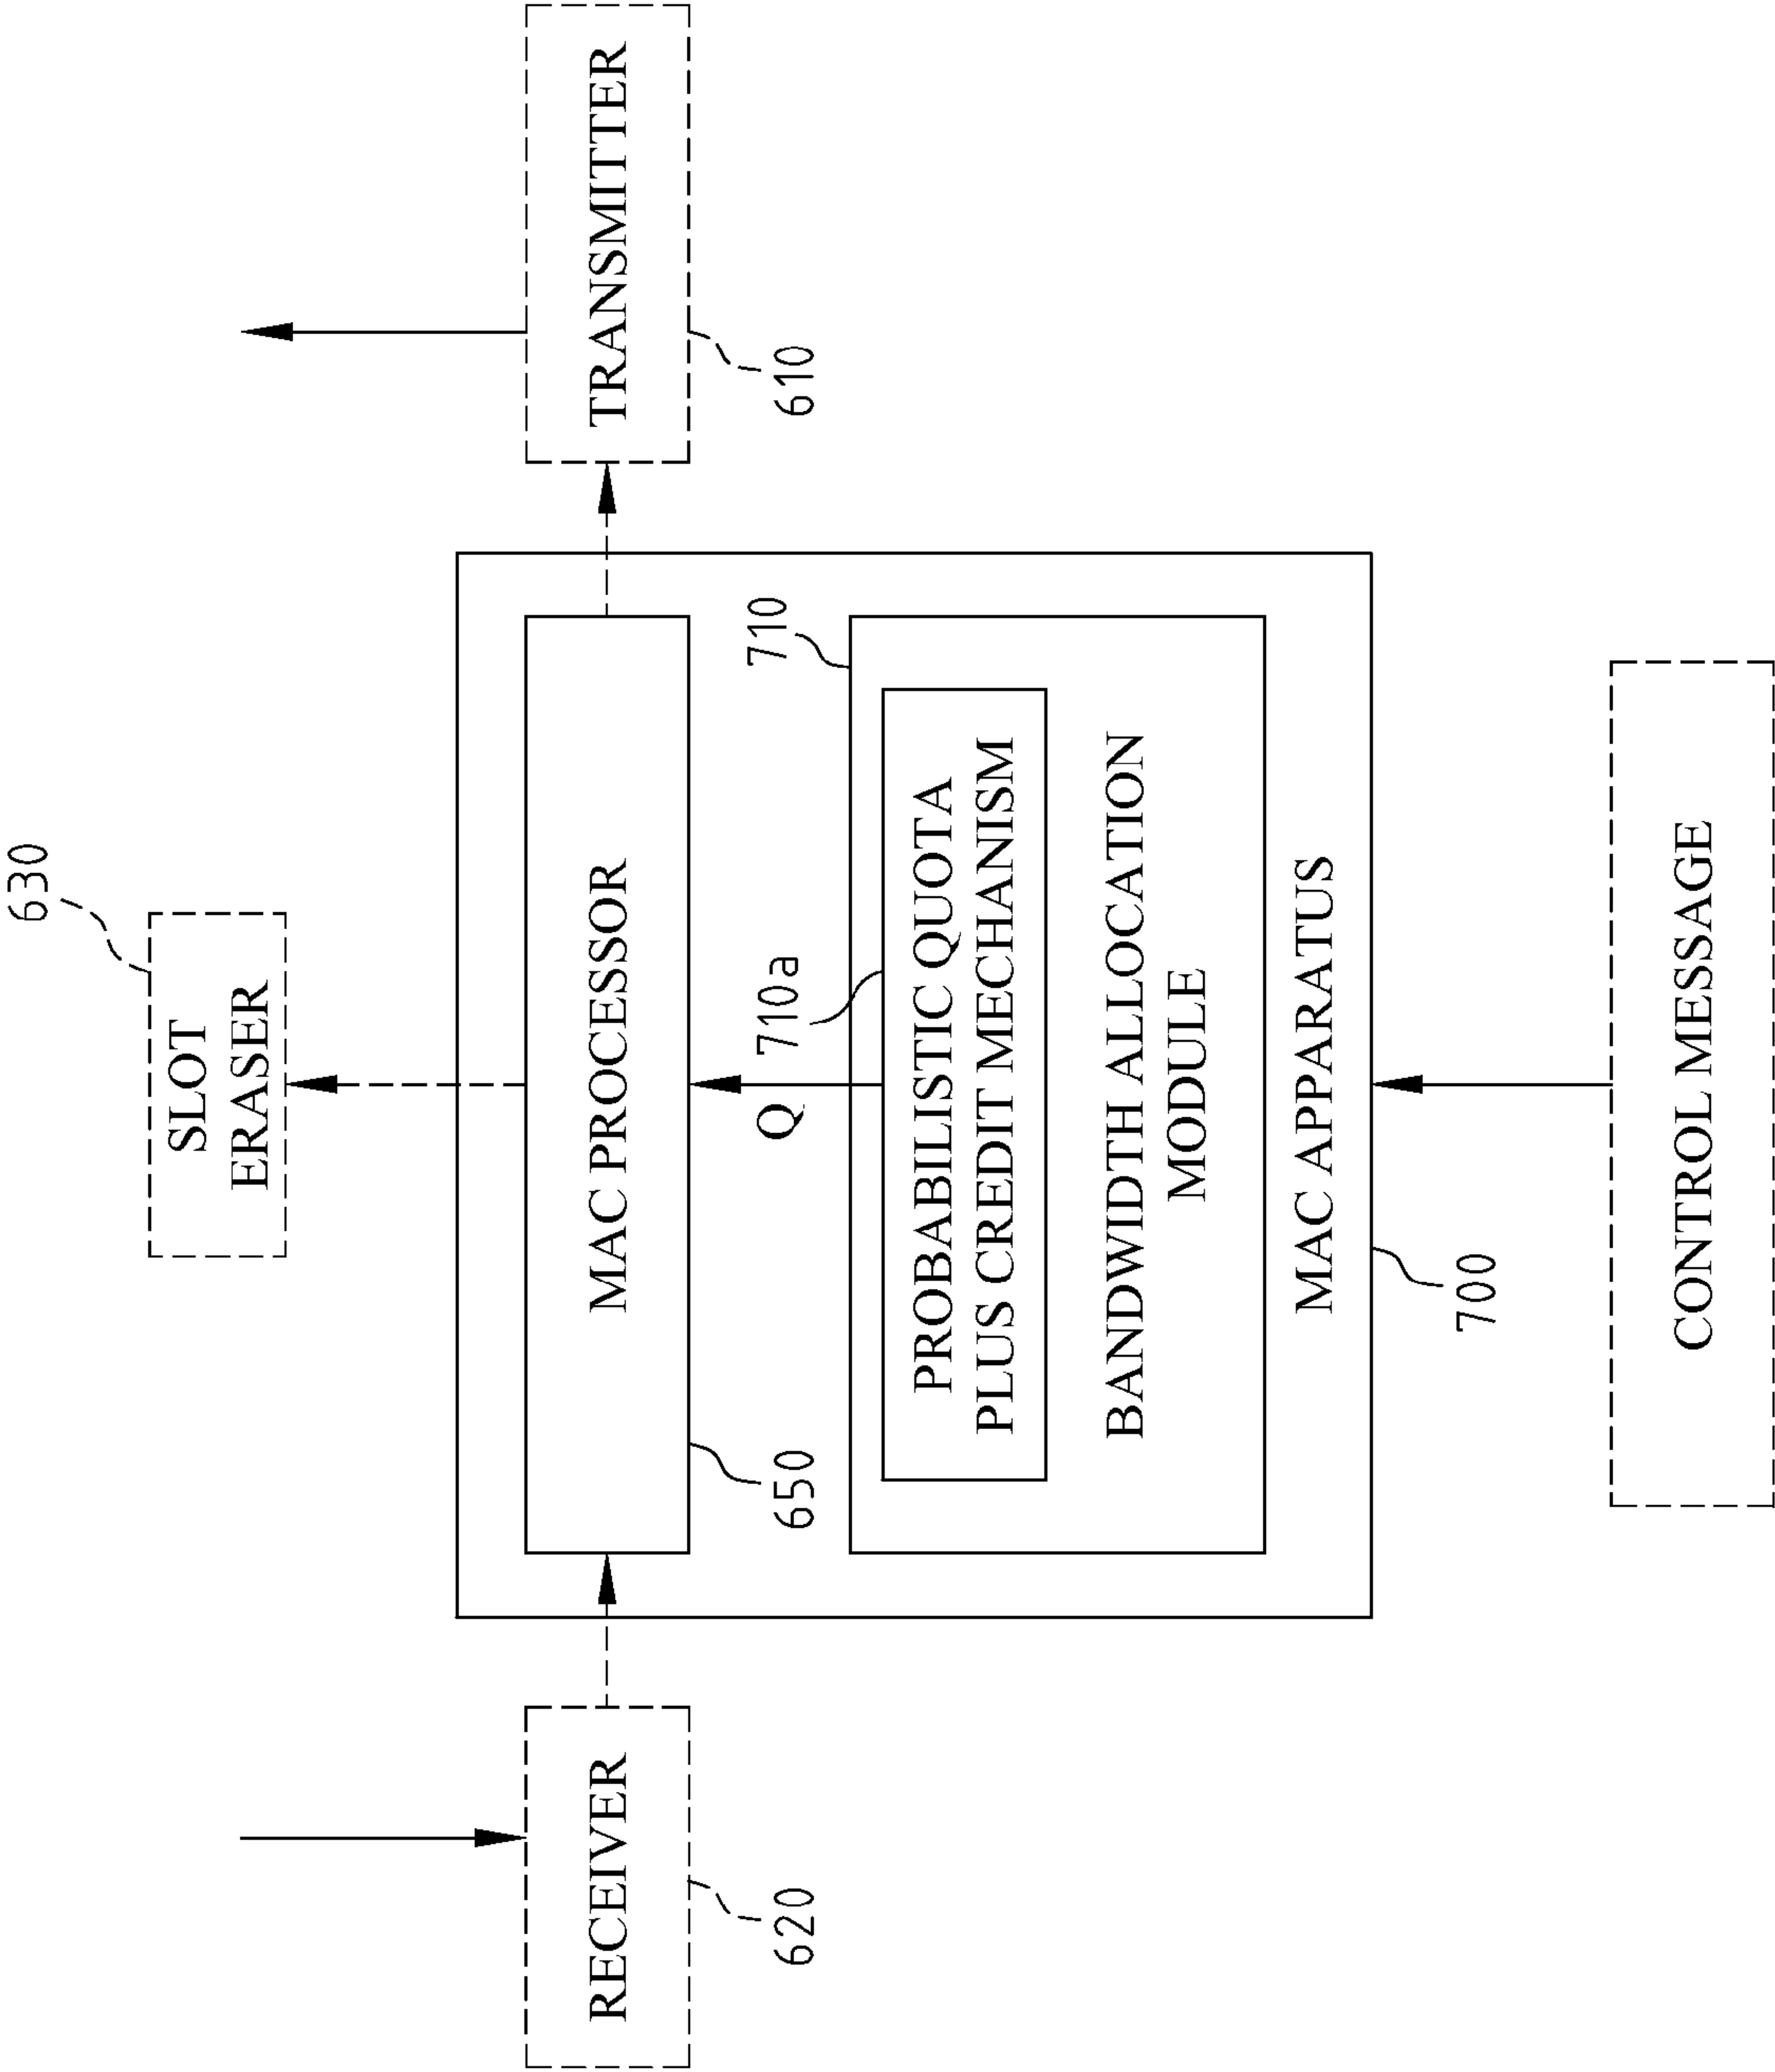 630
SLOT
ERASER
RECEIVER
620
MAC PROCESSOR
650
TRANSMITTER
610
Q
710a
710
PROBABILISTIC QUOTA
PLUS CREDIT MECHANISM
BANDWIDTH ALLOCATION
MODULE
MAC APPARATUS
700
CONTROL MESSAGE